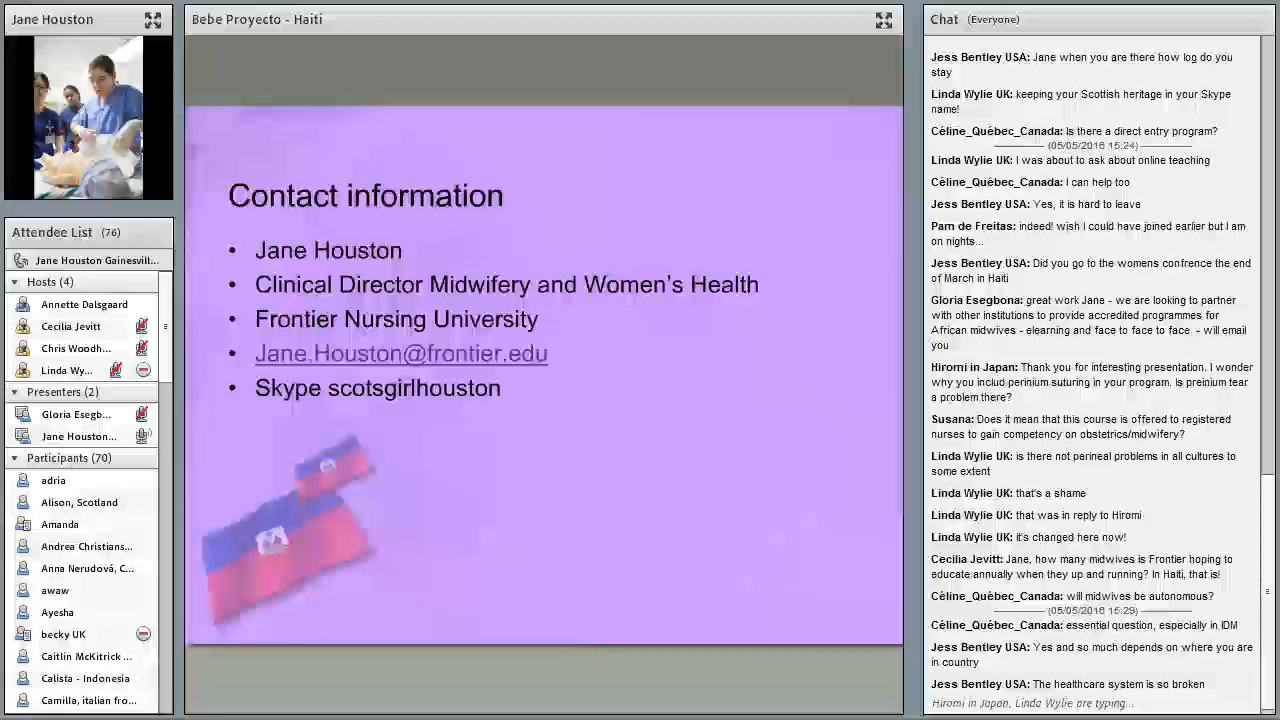 Jane Houston
Bebe Proyecto - Haiti
Chat (Everyone)
Attendee List (76)
Jane Houston Gainesvill...
Hosts (4)
Annette Dalsgaard
Cecilia Jevitt
Chris Woodh...
Linda Wy...
Presenters (2)
Gloria Esegb...
Jane Houston...
Participants (70)
adria
Alison, Scotland
Amanda
Andrea Christians...
Anna Nerudová, C...
awaw
Ayesha
becky UK
Caitlin McKitrick ...
Calista - Indonesia
Camilla, italian fro...
Contact information
• Jane Houston
• Clinical Director Midwifery and Women's Health
• Frontier Nursing University
• Jane.Houston@frontier.edu
• Skype scotsgirlhouston
Jess Bentley USA: Jane when you are there how log do you
stay
Linda Wylie UK: keeping your Scottish heritage in your Skype
name!
Céline_Québec_Canada: Is there a direct entry program?
(05/05/2016 15:24)
Linda Wylie UK: I was about to ask about online teaching
Céline_Québec_Canada: I can help too
Jess Bentley USA: Yes, it is hard to leave
Pam de Freitas: indeed! wish I could have joined earlier but I am
on nights...
Jess Bentley USA: Did you go to the womens confrence the end
of March in Haiti
Gloria Esegbona: great work Jane - we are looking to partner
with other institutions to provide accredited programmes for
African midwives - elearning and face to face to face - will email
you
Hiromi in Japan: Thank you for interesting presentation. I wonder
why you includ perinium suturing in your program. Is preinium tear
a problem there?
Susana: Does it mean that this course is offered to registered
nurses to gain competency on obstetrics/midwifery?
Linda Wylie UK: is there not perineal problems in all cultures to
some extent
Linda Wylie UK: that's a shame
Linda Wylie UK: that was in reply to Hiromi
Linda Wylie UK: it's changed here now!
Cecilia Jevitt: Jane, how many midwives is Frontier hoping to
educate annually when they up and running? In Haiti, that is!
Céline_Québec_Canada: will midwives be autonomous?
(05/05/2016 15:29)
Céline_Québec_Canada: essential question, especially in IDM
Jess Bentley USA: Yes and so much depends on where you are
in country
Jess Bentley USA: The healthcare system is so broken
Hiromi in Japan, Linda Wylie are typing...